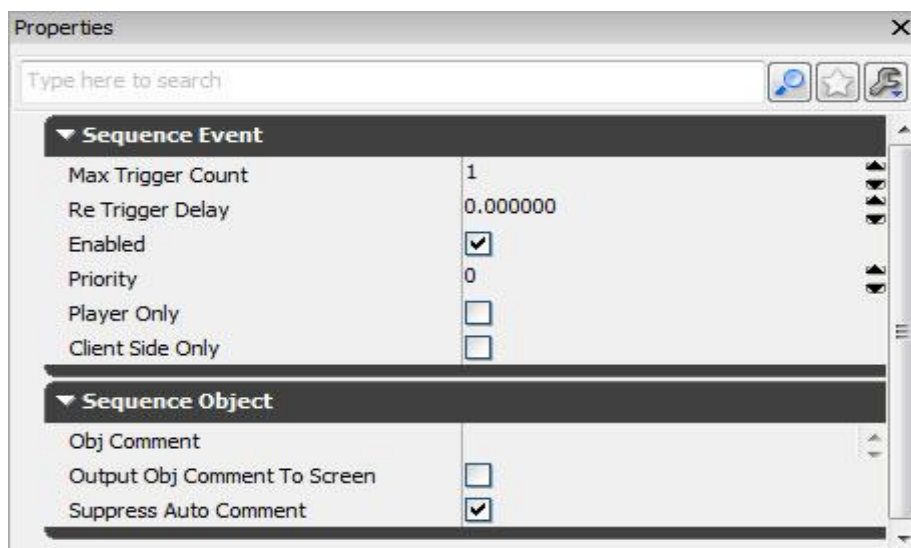 Properties
Type here to search
Sequence Event
Max Trigger Count 1
Re Trigger Delay 0.000000
Enabled
Priority 0
Player Only
Client Side Only
Sequence Object
Obj Comment
Output Obj Comment To Screen
Suppress Auto Comment